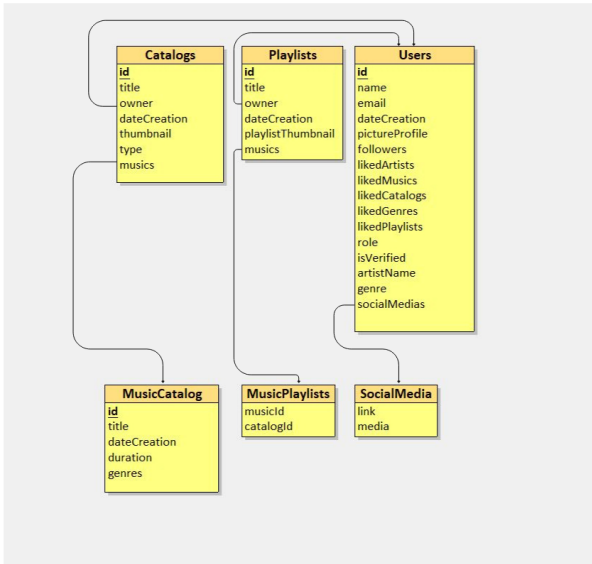 Catalogs
id
title
owner
dateCreation
thumbnail
type
musics
Playlists
id
title
owner
dateCreation
playlistThumbnail
musics
Users
id
name
email
dateCreation
pictureProfile
followers
likedArtists
likedMusics
likedCatalogs
likedGenres
likedPlaylists
role
isVerified
artistName
genre
socialMedias
MusicCatalog
id
title
dateCreation
duration
genres
MusicPlaylists
musicId
catalogId
SocialMedia
link
media